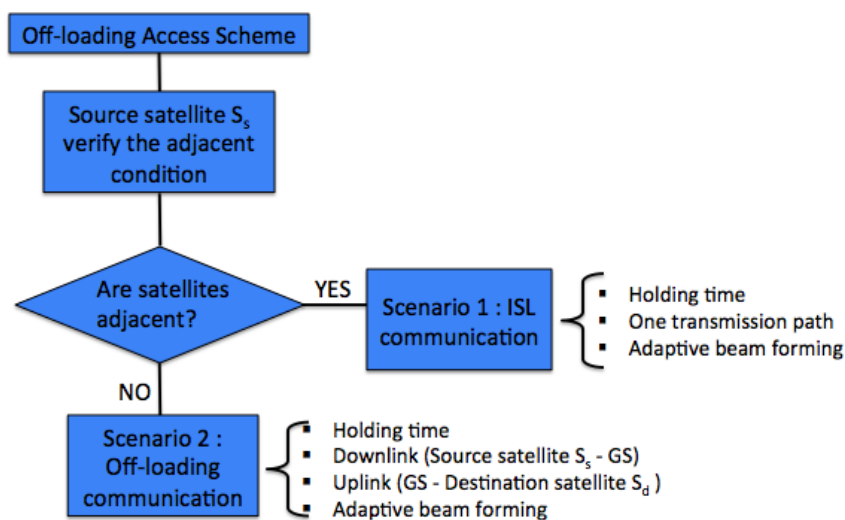 Off-loading Access Scheme
Source satellite Sₛ
verify the adjacent
condition
Are satellites
adjacent?
YES
Scenario 1 : ISL
communication
▪ Holding time
▪ One transmission path
▪ Adaptive beam forming
NO
Scenario 2 :
Off-loading
communication
▪ Holding time
▪ Downlink (Source satellite Sₛ - GS)
▪ Uplink (GS - Destination satellite S_d )
▪ Adaptive beam forming